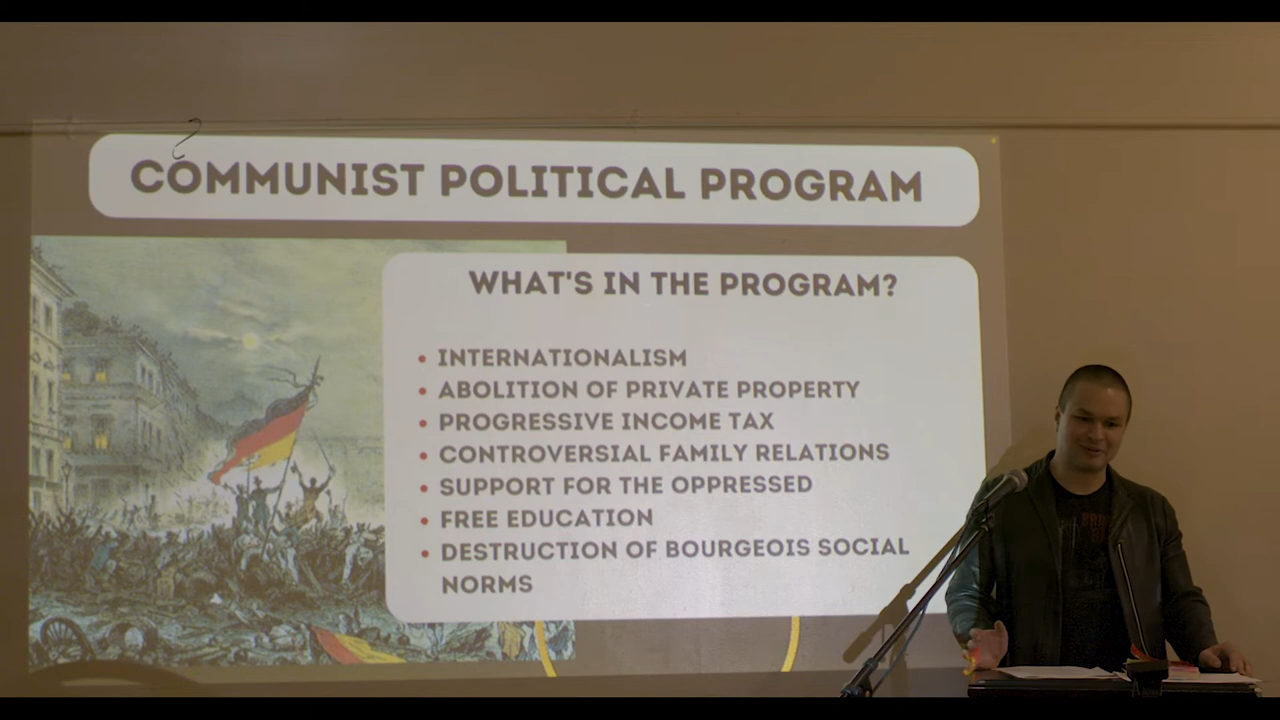 COMMUNIST POLITICAL PROGRAM
WHAT'S IN THE PROGRAM?
• INTERNATIONALISM
• ABOLITION OF PRIVATE PROPERTY
• PROGRESSIVE INCOME TAX
• CONTROVERSIAL FAMILY RELATIONS
• SUPPORT FOR THE OPPRESSED
• FREE EDUCATION
• DESTRUCTION OF BOURGEOIS SOCIAL
NORMS